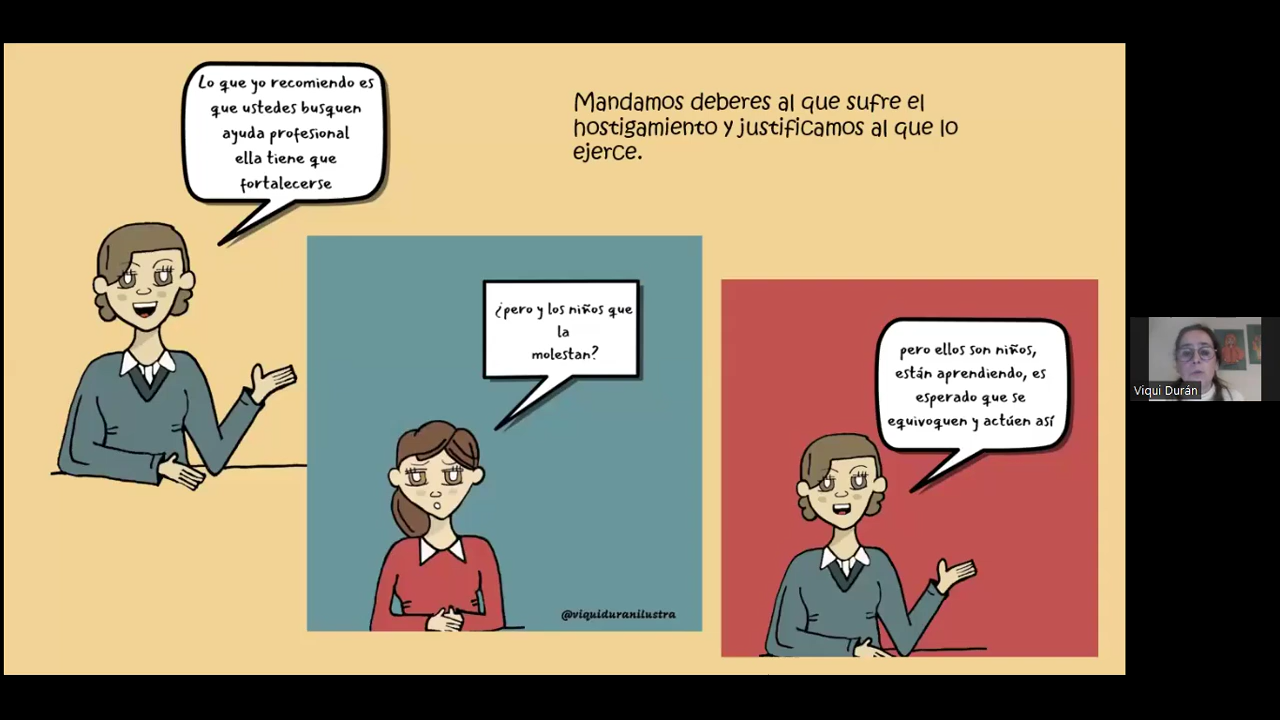 Lo que yo recomiendo es
que ustedes busquen
ayuda profesional
ella tiene que
fortalecerse
Mandamos deberes al que sufre el
hostigamiento y justificamos al que lo
ejerce.
¿pero y los niños que
la
molestan?
@viquiduranilustra
pero ellos son niños,
están aprendiendo, es
esperado que se
equivoquen y actúen así
Viqui Durán